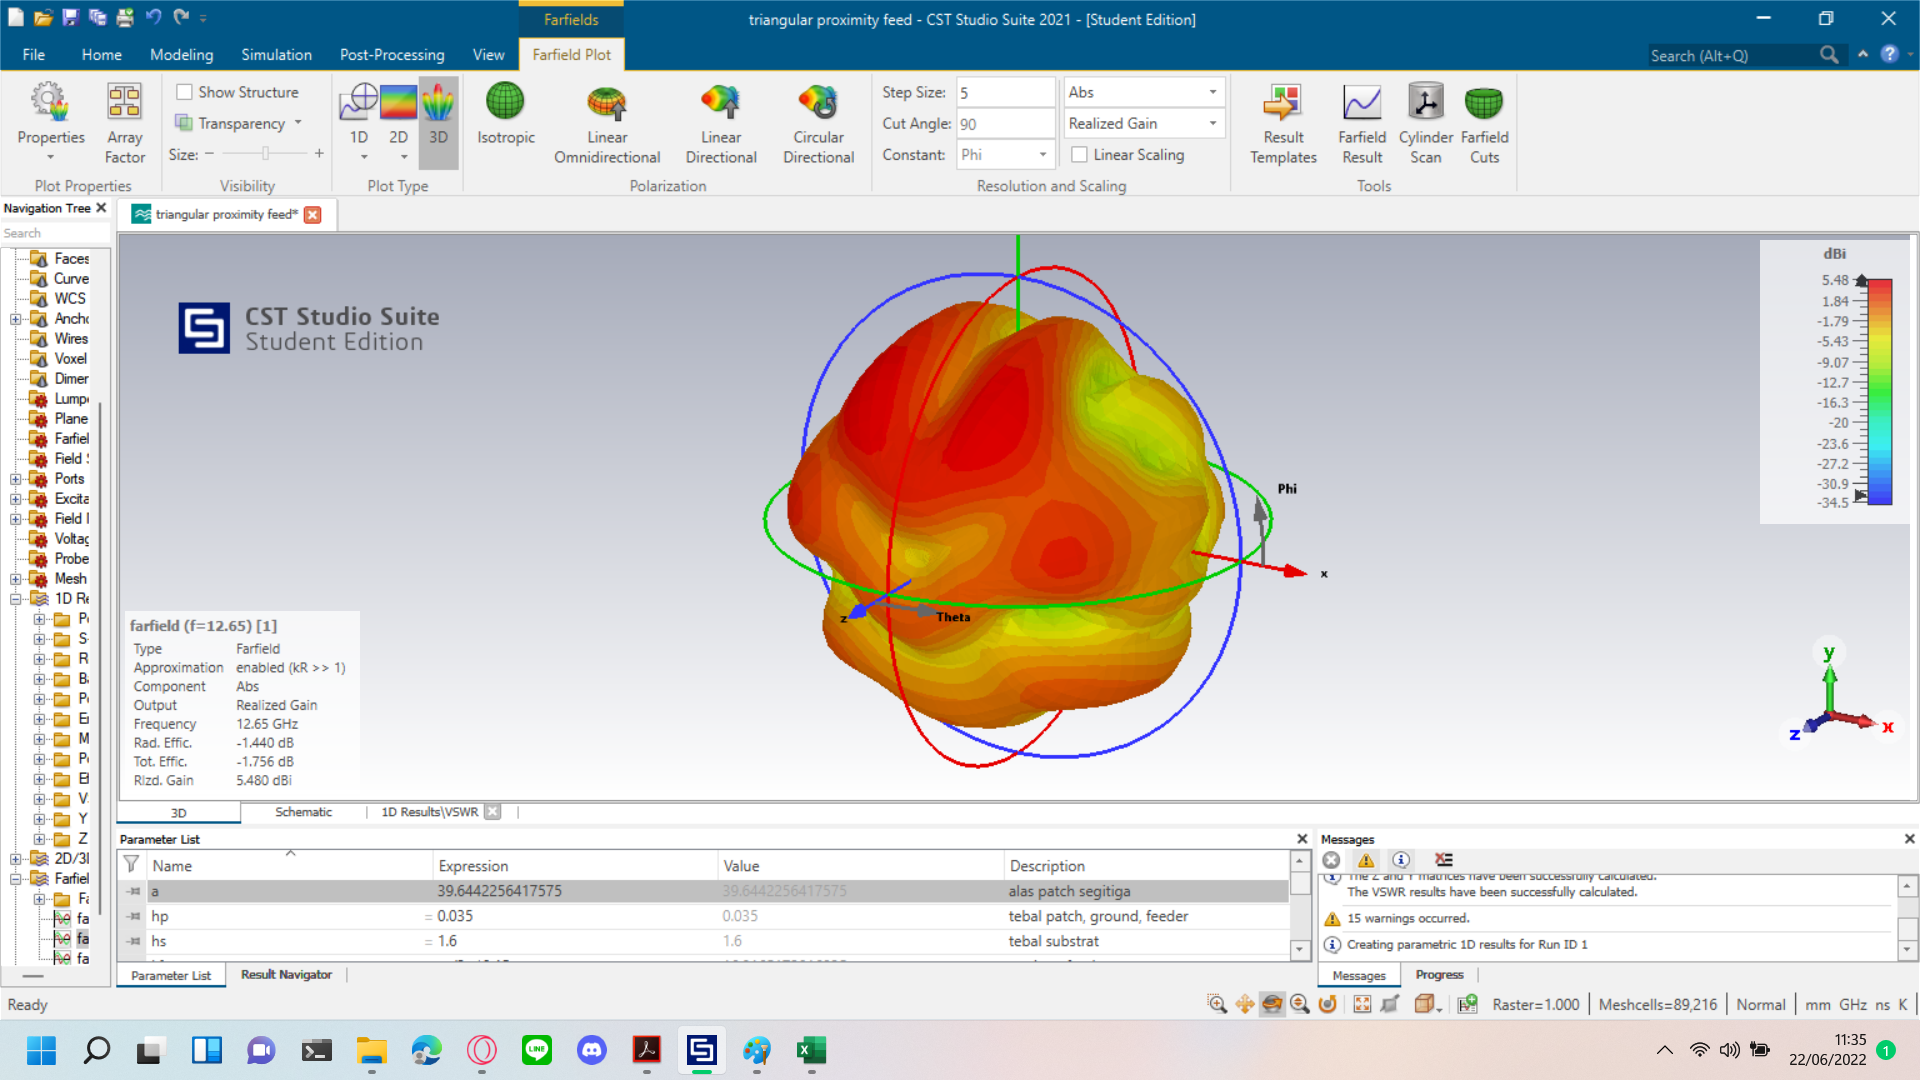 Farfields
triangular proximity feed - CST Studio Suite 2021 - [Student Edition]
File Home Modeling Simulation Post-Processing View Farfield Plot
Search (Alt+Q)
Properties
Array Factor
Plot Properties
Show Structure
Transparency
Size: − +
Visibility
1D 2D 3D
Plot Type
Isotropic
Linear Omnidirectional
Linear Directional
Circular Directional
Polarization
Step Size: 5 Abs
Cut Angle: 90 Realized Gain
Constant: Phi Linear Scaling
Resolution and Scaling
Result Templates
Farfield Result
Cylinder Scan
Farfield Cuts
Tools
Navigation Tree
Search
Faces
Curve
WCS
Ancho
Wires
Voxel
Dimer
Lumpe
Plane
Farfiel
Field S
Ports
Excita
Field I
Voltag
Probe
Mesh
1D Re
2D/3I
Farfiel
Fa
fa
fa
fa
triangular proximity feed*
CST Studio Suite
Student Edition
dBi
5.48
1.84
-1.79
-5.43
-9.07
-12.7
-16.3
-20
-23.6
-27.2
-30.9
-34.5
Phi
x
z
Theta
y
x
z
farfield (f=12.65) [1]
Type Farfield
Approximation enabled (kR >> 1)
Component Abs
Output Realized Gain
Frequency 12.65 GHz
Rad. Effic. -1.440 dB
Tot. Effic. -1.756 dB
Rlzd. Gain 5.480 dBi
3D Schematic 1D Results\VSWR
Parameter List
Name Expression Value Description
a 39.6442256417575 39.6442256417575 alas patch segitiga
hp = 0.035 0.035 tebal patch, ground, feeder
hs = 1.6 1.6 tebal substrat
Parameter List Result Navigator
Messages
The Z and Y matrices have been successfully calculated.
The VSWR results have been successfully calculated.
15 warnings occurred.
Creating parametric 1D results for Run ID 1
Messages Progress
Ready
Raster=1.000 Meshcells=89,216 Normal mm GHz ns K
LINE
11:35
22/06/2022
1